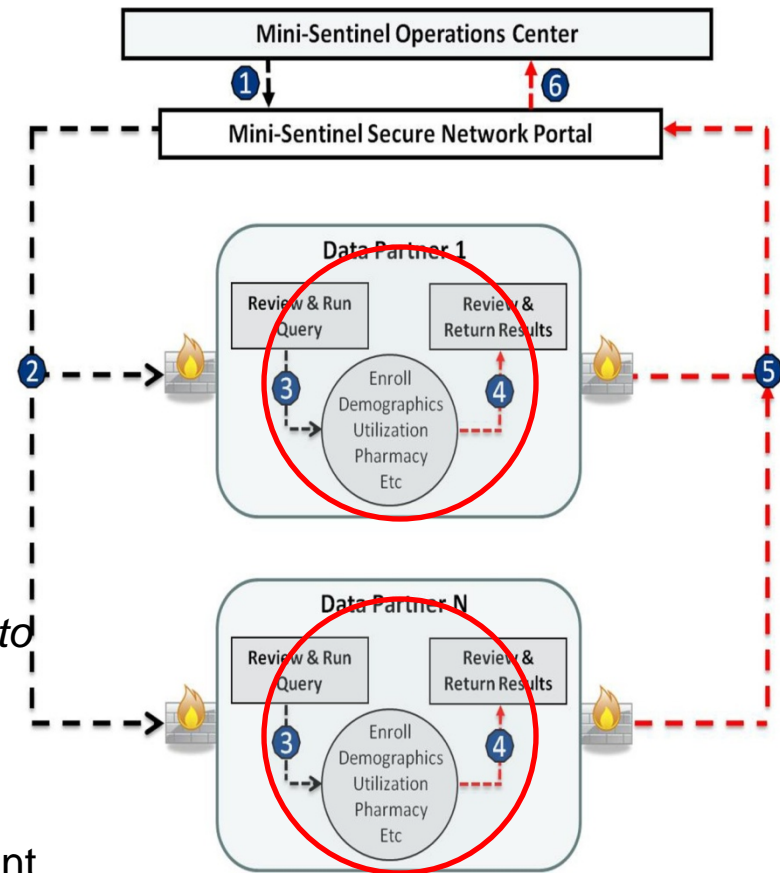 Mini-Sentinel Operations Center
1
6
Mini-Sentinel Secure Network Portal
Data Partner 1
Review & Run
Query
Review &
Return Results
2
3
Enroll
Demographics
Utilization
Pharmacy
Etc
4
5
Data Partner N
to
Review & Run
Query
Review &
Return Results
3
Enroll
Demographics
Utilization
Pharmacy
Etc
4
nt